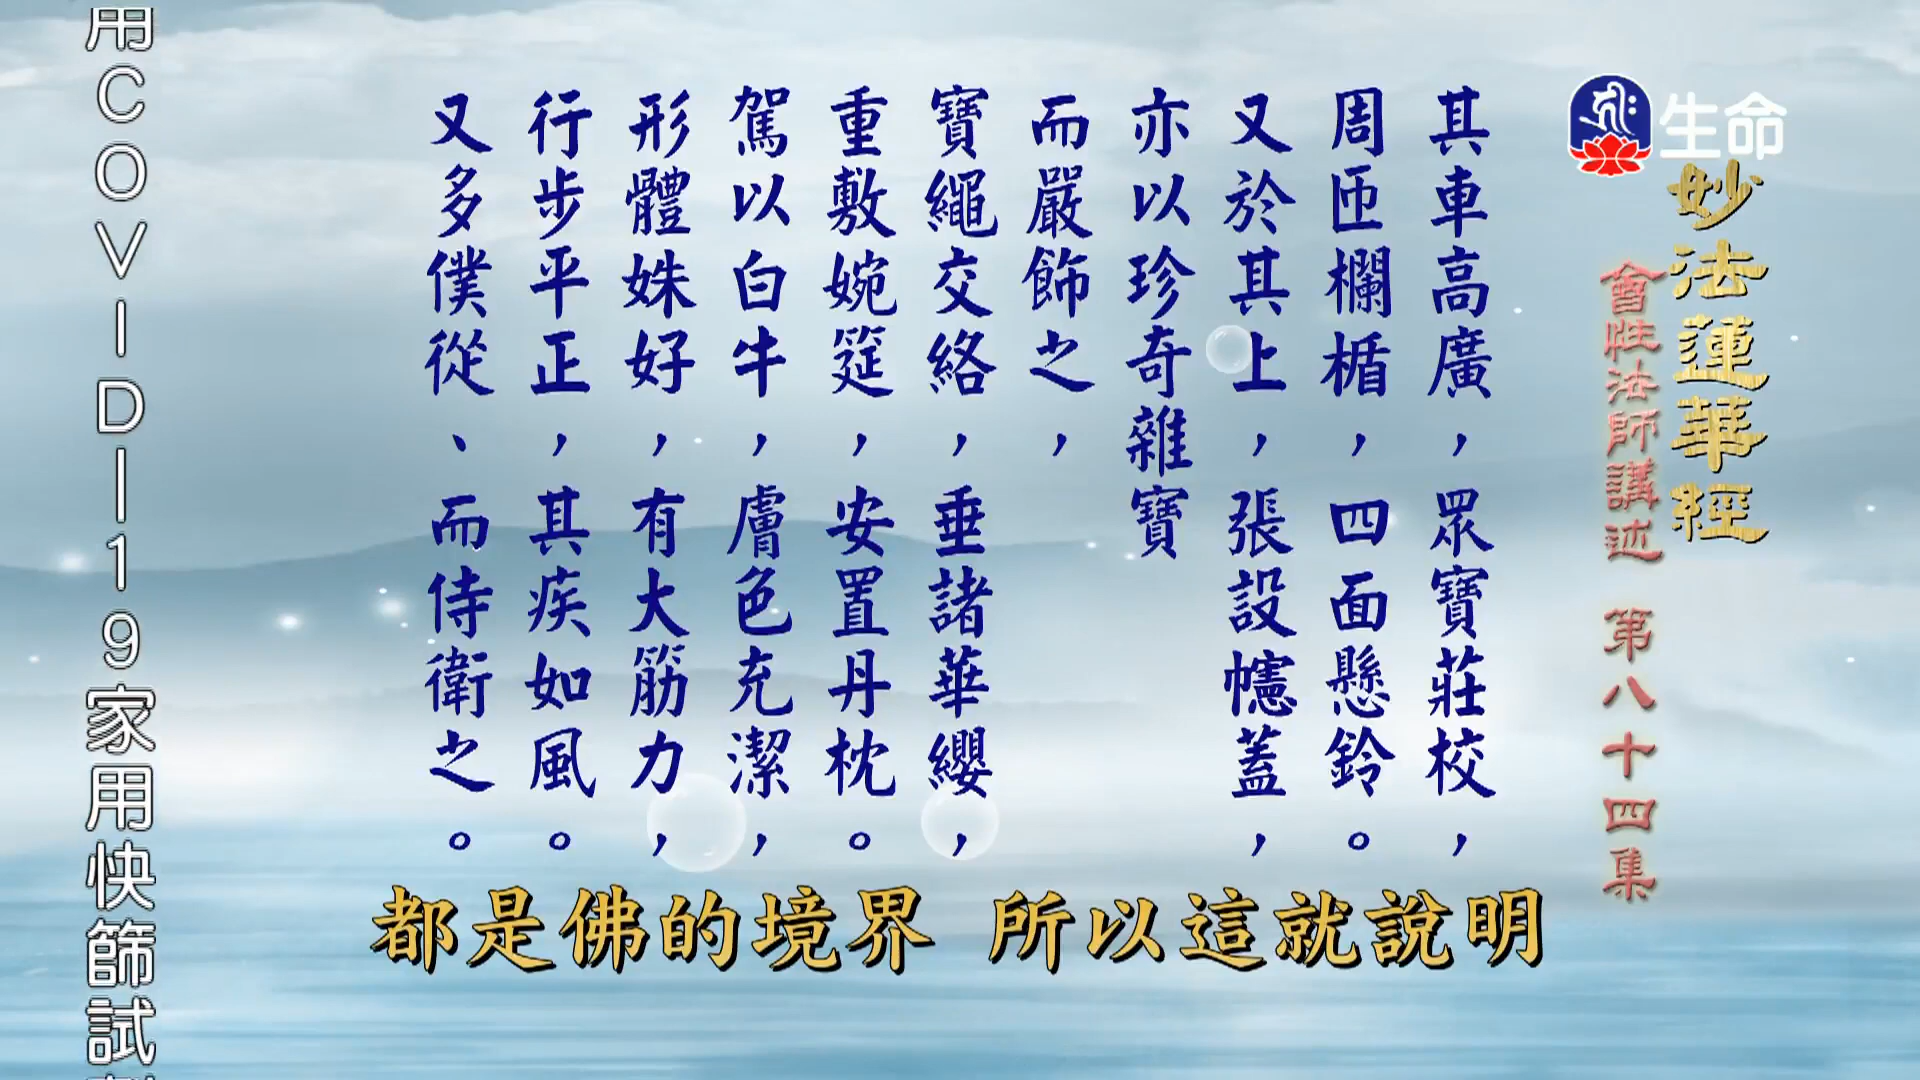 生命
妙法蓮華經
會性法師講述 第八十四集
其車高廣，眾寶莊校，
周匝欄楯，四面懸鈴。
又於其上，張設幰蓋，
亦以珍奇雜寶
而嚴飾之，
寶繩交絡，垂諸華纓，
重敷婉筵，安置丹枕。
駕以白牛，膚色充潔，
形體姝好，有大筋力，
行步平正，其疾如風。
又多僕從、而侍衛之。
用COVID-19家用快篩試
都是佛的境界 所以這就說明